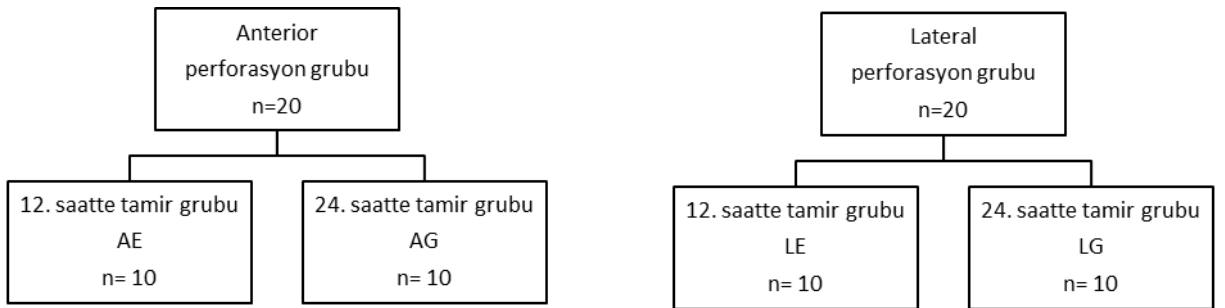 Anterior
perforasyon grubu
n=20
12. saatte tamir grubu
AE
n= 10
24. saatte tamir grubu
AG
n= 10
Lateral
perforasyon grubu
n=20
12. saatte tamir grubu
LE
n= 10
24. saatte tamir grubu
LG
n= 10